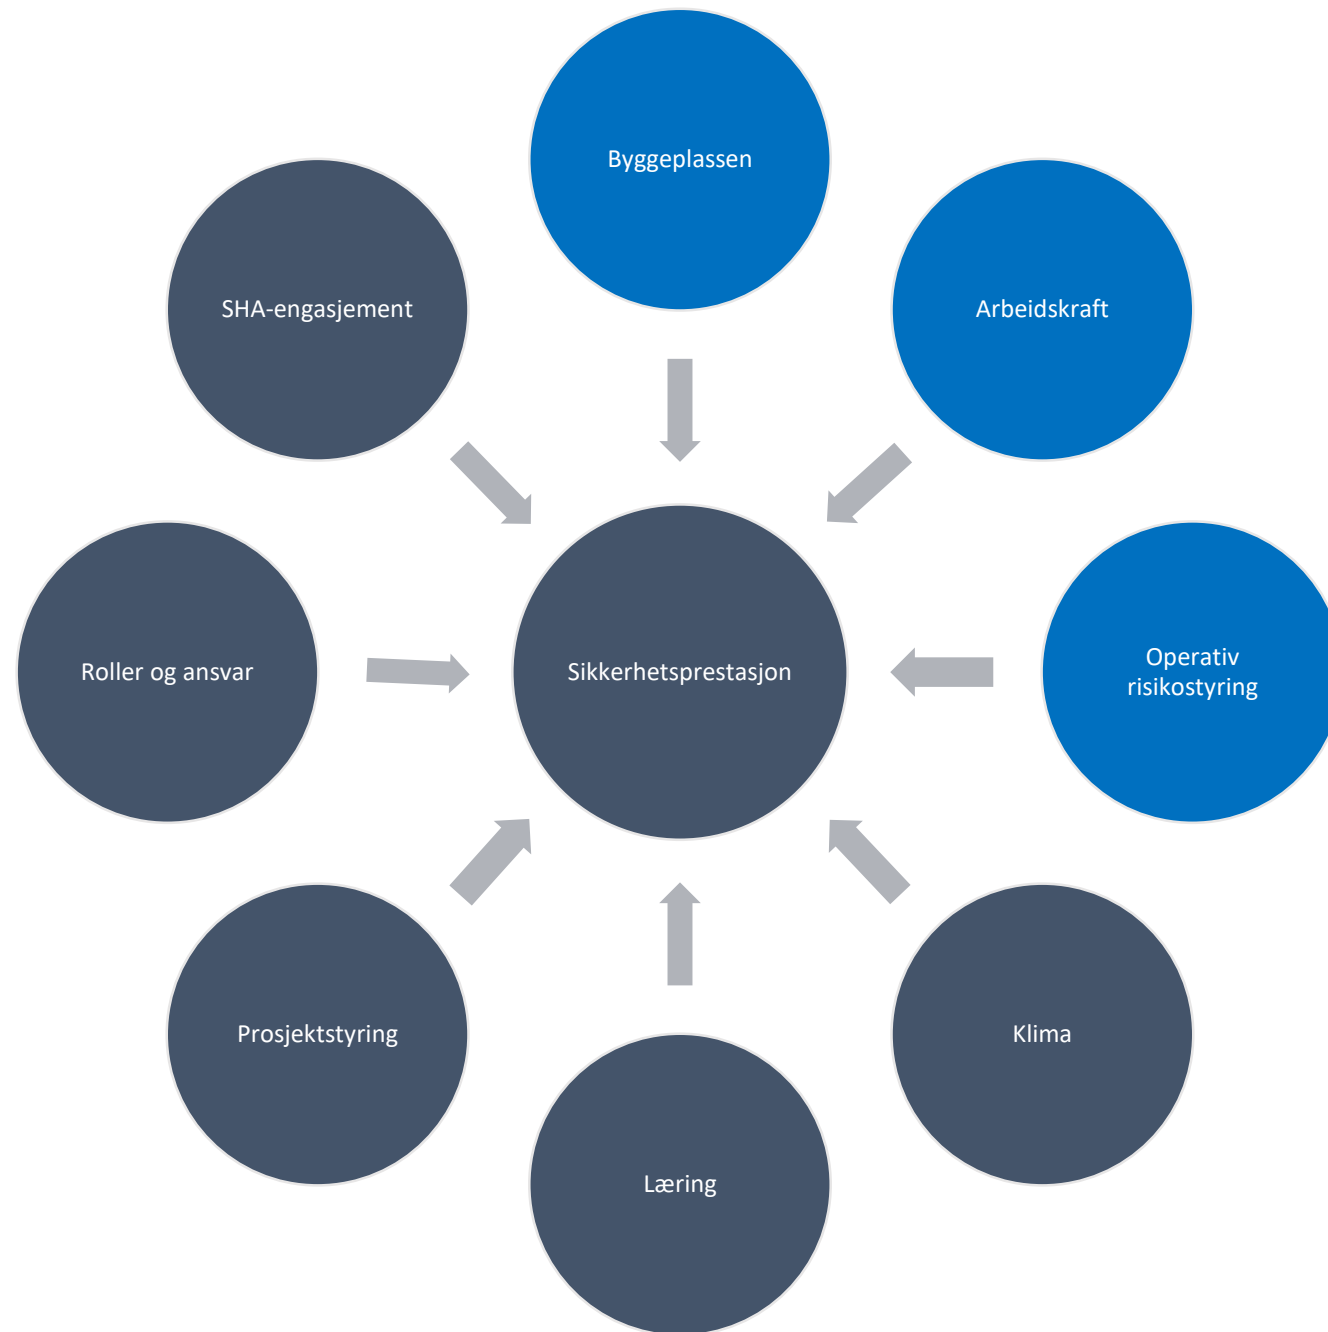 Byggeplassen
SHA-engasjement
Arbeidskraft
Roller og ansvar
Sikkerhetsprestasjon
Operativ
risikostyring
Prosjektstyring
Klima
Læring